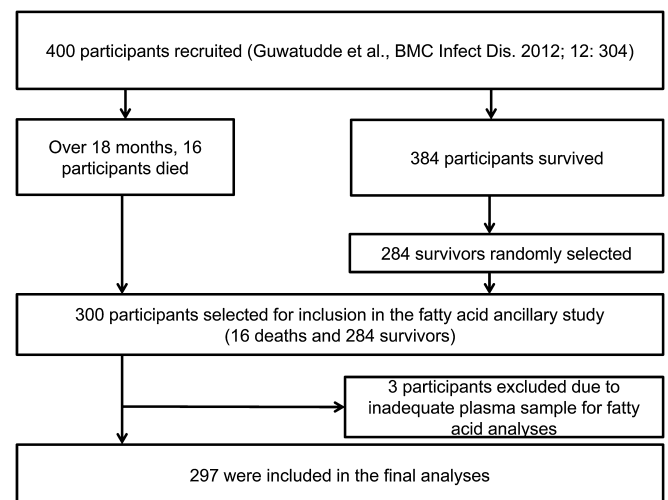 400 participants recruited (Guwatudde et al., BMC Infect Dis. 2012; 12: 304)
Over 18 months, 16
participants died
384 participants survived
284 survivors randomly selected
300 participants selected for inclusion in the fatty acid ancillary study
(16 deaths and 284 survivors)
3 participants excluded due to
inadequate plasma sample for fatty
acid analyses
297 were included in the final analyses